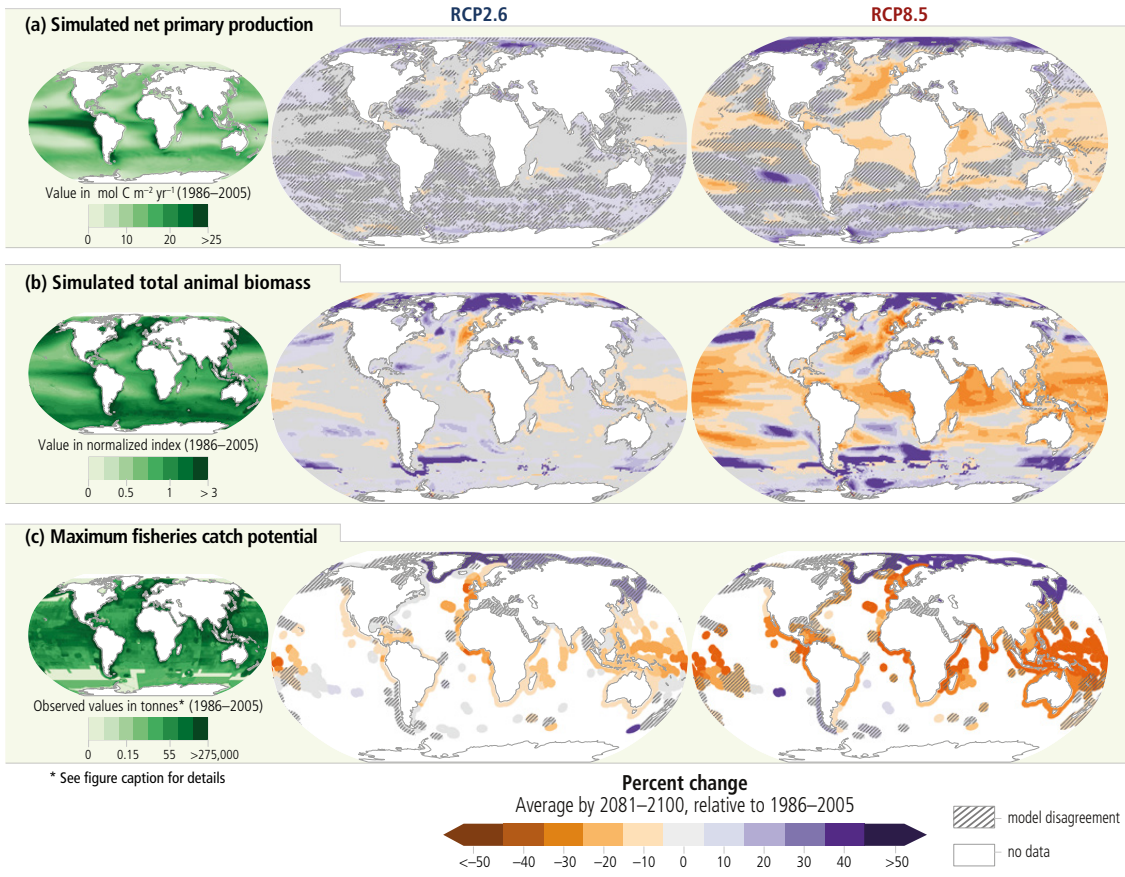 RCP2.6
RCP8.5
(a) Simulated net primary production
Value in mol C m⁻² yr⁻¹ (1986–2005)
0 10 20 >25
(b) Simulated total animal biomass
Value in normalized index (1986–2005)
0 0.5 1 > 3
(c) Maximum fisheries catch potential
Observed values in tonnes* (1986–2005)
0 0.15 55 >275,000
* See figure caption for details
Percent change
Average by 2081–2100, relative to 1986–2005
<–50 –40 –30 –20 –10 0 10 20 30 40 >50
model disagreement
no data